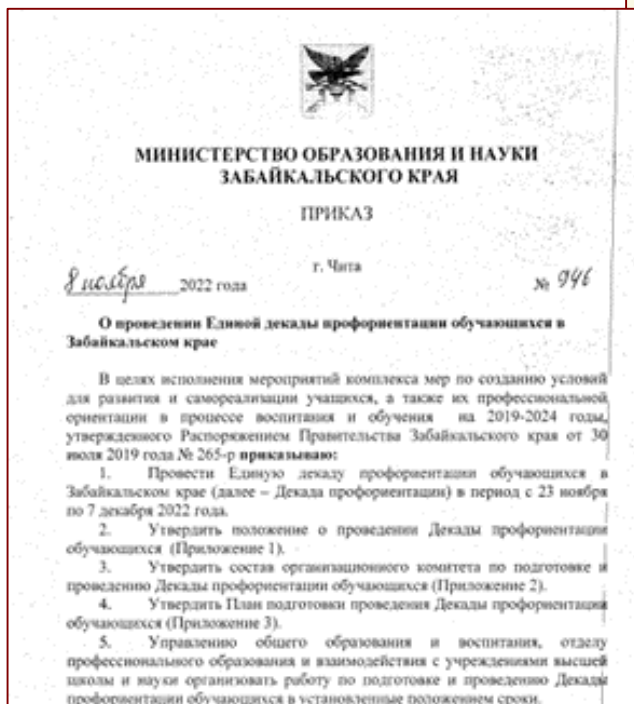 МИНИСТЕРСТВО ОБРАЗОВАНИЯ И НАУКИ
ЗАБАЙКАЛЬСКОГО КРАЯ
ПРИКАЗ
г. Чита
8 ноября 2022 года
№ 946
О проведении Единой декады профориентации обучающихся в
Забайкальском крае
В целях исполнения мероприятий комплекса мер по созданию условий
для развития и самореализации учащихся, а также их профессиональной
ориентации в процессе воспитания и обучения на 2019-2024 годы,
утвержденного Распоряжением Правительства Забайкальского края от 30
июля 2019 года № 265-р приказываю:
1. Провести Единую декаду профориентации обучающихся в
Забайкальском крае (далее – Декада профориентации) в период с 23 ноября
по 7 декабря 2022 года.
2. Утвердить положение о проведении Декады профориентации
обучающихся (Приложение 1).
3. Утвердить состав организационного комитета по подготовке и
проведению Декады профориентации обучающихся (Приложение 2).
4. Утвердить План подготовки проведения Декады профориентации
обучающихся (Приложение 3).
5. Управлению общего образования и воспитания, отделу
профессионального образования и взаимодействия с учреждениями высшей
школы и науки организовать работу по подготовке и проведению Декады
профориентации обучающихся в установленные положением сроки.